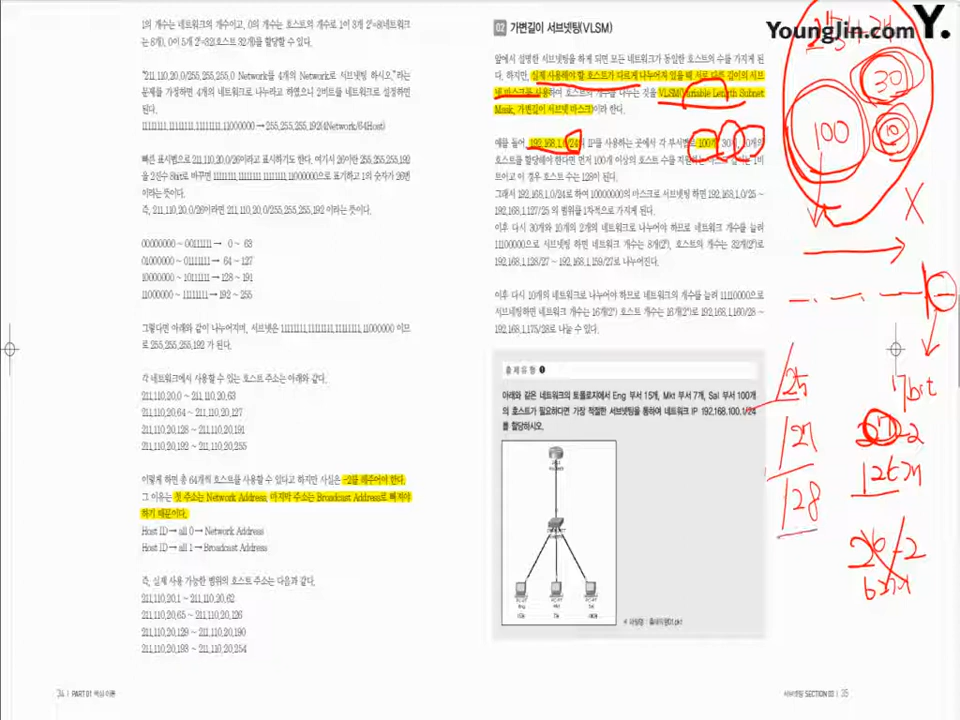 1의 개수는 네트워크의 개수이고, 0의 개수는 호스트의 개수로 1이 3개 2³=8(네트워크
는 8개), 0이 5개 2⁵=32(호스트 32개)를 할당할 수 있다.
"211.110.20.0/255.255.255.0 Network를 4개의 Network로 서브넷팅 하시오."라는
문제를 가정하면 4개의 네트워크로 나누라고 하였으니 2비트를 네트워크로 설정하면
된다.
11111111.11111111.11111111.11000000 → 255.255.255.192(4Network/64Host)
빠른 표시법으로 211.110.20.0/26이라고 표시하기도 한다. 여기서 26이란 255.255.255.192
을 2진수 8bit로 바꾸면 11111111.11111111.11111111.11000000으로 표기하고 1의 숫자가 26번
이라는 뜻이다.
즉, 211.110.20.0/26이라면 211.110.20.0/255.255.255.192 이라는 뜻이다.
00000000 ~ 00111111 → 0 ~ 63
01000000 ~ 01111111 → 64 ~ 127
10000000 ~ 10111111 → 128 ~ 191
11000000 ~ 11111111 → 192 ~ 255
그렇다면 아래와 같이 나누어지며, 서브넷은 11111111.11111111.11111111.11000000 이므
로 255.255.255.192 가 된다.
각 네트워크에서 사용할 수 있는 호스트 주소는 아래와 같다.
211.110.20.0 ~ 211.110.20.63
211.110.20.64 ~ 211.110.20.127
211.110.20.128 ~ 211.110.20.191
211.110.20.192 ~ 211.110.20.255
이렇게 하면 총 64개씩 호스트를 사용할 수 있다고 하지만 사실은 -2를 해주어야 한다.
그 이유는 첫 주소는 Network Address, 마지막 주소는 Broadcast Address로 빠져야
하기 때문이다.
Host ID → all 0 → Network Address
Host ID → all 1 → Broadcast Address
즉, 실제 사용 가능한 범위의 호스트 주소는 다음과 같다.
211.110.20.1 ~ 211.110.20.62
211.110.20.65 ~ 211.110.20.126
211.110.20.129 ~ 211.110.20.190
211.110.20.193 ~ 211.110.20.254
34 | PART 01 핵심 이론
02 가변길이 서브넷팅(VLSM)
앞에서 설명한 서브넷팅을 하게 되면 모든 네트워크가 동일한 호스트의 수를 가지게 된
다. 하지만, 실제 사용해야 할 호스트가 다르게 나누어져 있을 때 서로 다른 길이의 서브
넷 마스크를 사용하여 호스트의 개수를 나누는 것을 VLSM(Variable Length Subnet
Mask, 가변길이 서브넷 마스크)이라 한다.
예를 들어, 192.168.1.0/24의 IP를 사용하는 곳에서 각 부서별로 100개, 30개, 10개의
호스트를 할당해야 한다면 먼저 100개 이상의 호스트 수를 지원하는 비
트이고 이 경우 호스트 수는 128이 된다.
그래서 192.168.1.0/24로 하여 10000000의 마스크로 서브넷팅 하면 192.168.1.0/25 ~
192.168.1.127/25 의 범위를 1차적으로 가지게 된다.
이후 다시 30개와 10개의 2개의 네트워크로 나누어야 하므로 네트워크 개수를 늘려
11100000으로 서브넷팅 하면 네트워크 개수는 8개(2³), 호스트의 개수는 32개(2⁵)로
192.168.1.128/27 ~ 192.168.1.159/27로 나누어진다.
이후 다시 10개의 네트워크로 나누어야 하므로 네트워크의 개수를 늘려 11110000으로
서브넷팅하면 네트워크 개수는 16개(2⁴) 호스트 개수는 16개(2⁴)로 192.168.1.160/28 ~
192.168.1.175/28로 나눌 수 있다.
출제유형 ❶
아래와 같은 네트워크의 토폴로지에서 Eng 부서 15개, Mkt 부서 7개, Sal 부서 100개
의 호스트가 필요하다면 가장 적절한 서브넷팅을 통하여 네트워크 IP 192.168.100.1/24
를 할당하시오.
Eng
Mkt
Sal
서브넷팅 SECTION 03 | 35
YoungJin.com Y.
30
100
10
/25
/27
/28
7bit
2⁷-2
126개
2⁶-2
62개